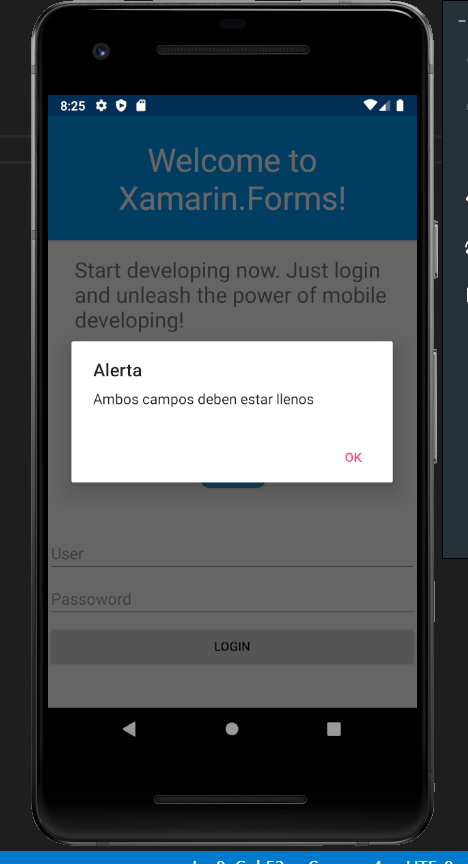 8:25
Welcome to
Xamarin.Forms!
Start developing now. Just login
and unleash the power of mobile
developing!
Alerta
Ambos campos deben estar llenos
OK
User
Passoword
LOGIN